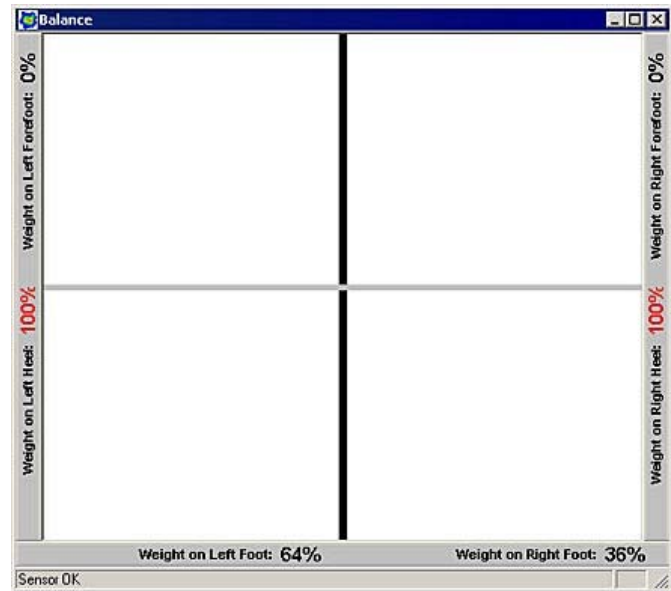 Balance
Weight on Left Forefoot: 0%
Weight on Right Forefoot: 0%
Weight on Left Heel: 100%
Weight on Right Heel: 100%
Weight on Left Foot: 64%
Weight on Right Foot: 36%
Sensor OK